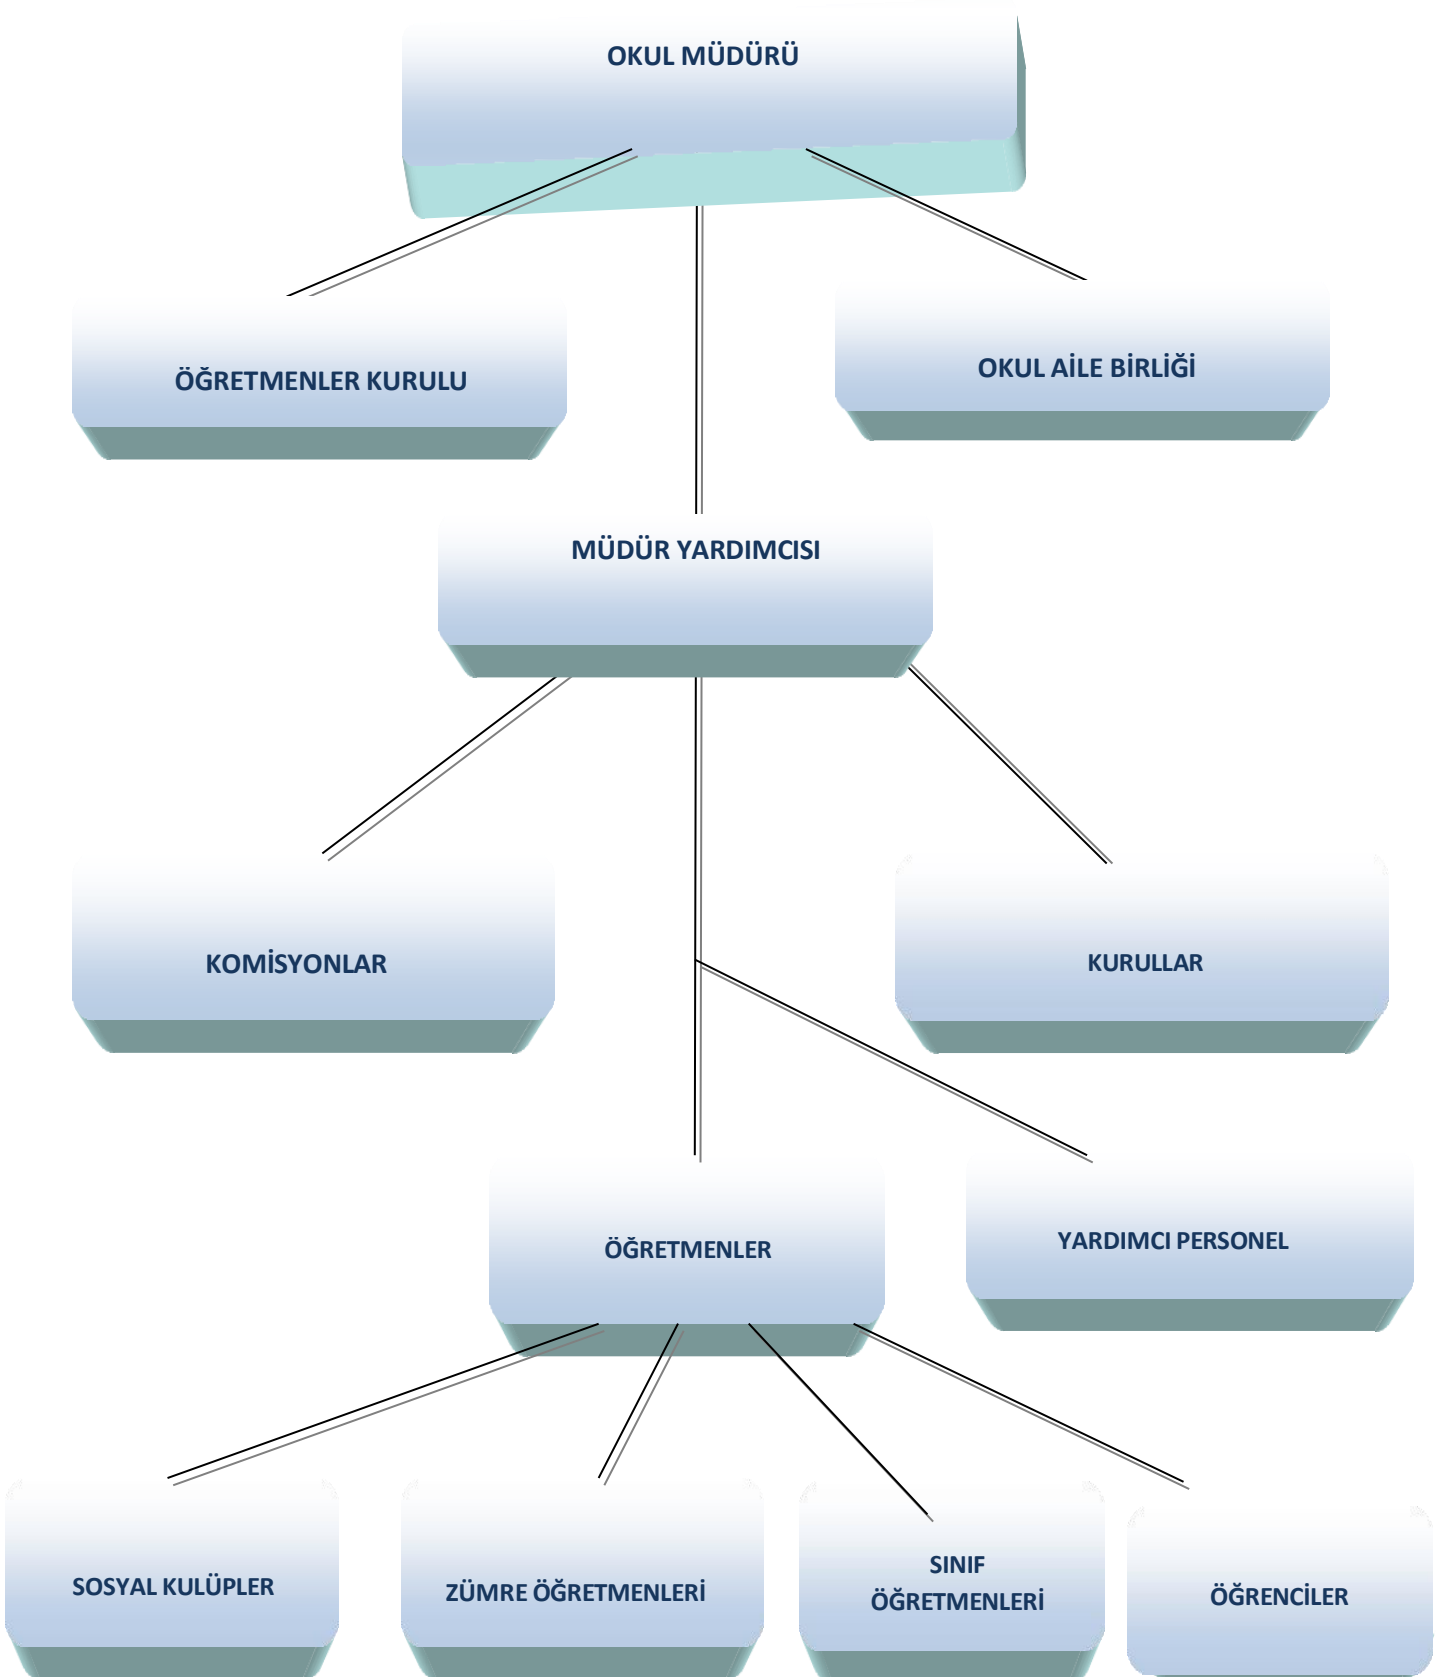 OKUL MÜDÜRÜ
ÖĞRETMENLER KURULU
OKUL AİLE BİRLİĞİ
MÜDÜR YARDIMCISI
KOMİSYONLAR
KURULLAR
ÖĞRETMENLER
YARDIMCI PERSONEL
SOSYAL KULÜPLER
ZÜMRE ÖĞRETMENLERİ
SINIF
ÖĞRETMENLERİ
ÖĞRENCİLER